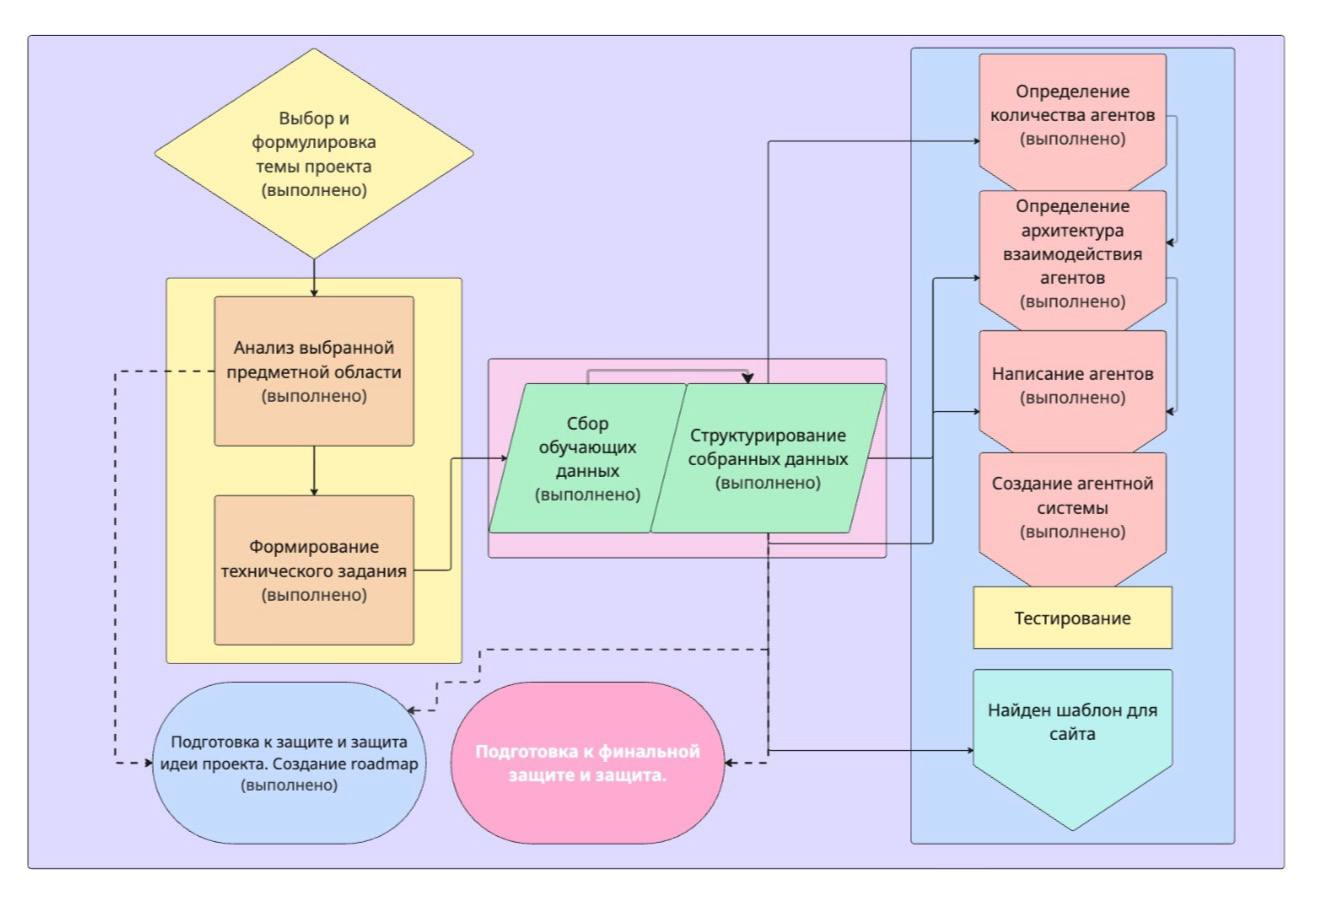 Выбор и
формулировка
темы проекта
(выполнено)
Анализ выбранной
предметной области
(выполнено)
Формирование
технического задания
(выполнено)
Подготовка к защите и защита
идеи проекта. Создание roadmap
(выполнено)
Подготовка к финальной
защите и защита.
Сбор
обучающих
данных
(выполнено)
Структурирование
собранных данных
(выполнено)
Определение
количества агентов
(выполнено)
Определение
архитектура
взаимодействия
агентов
(выполнено)
Написание агентов
(выполнено)
Создание агентной
системы
(выполнено)
Тестирование
Найден шаблон для
сайта